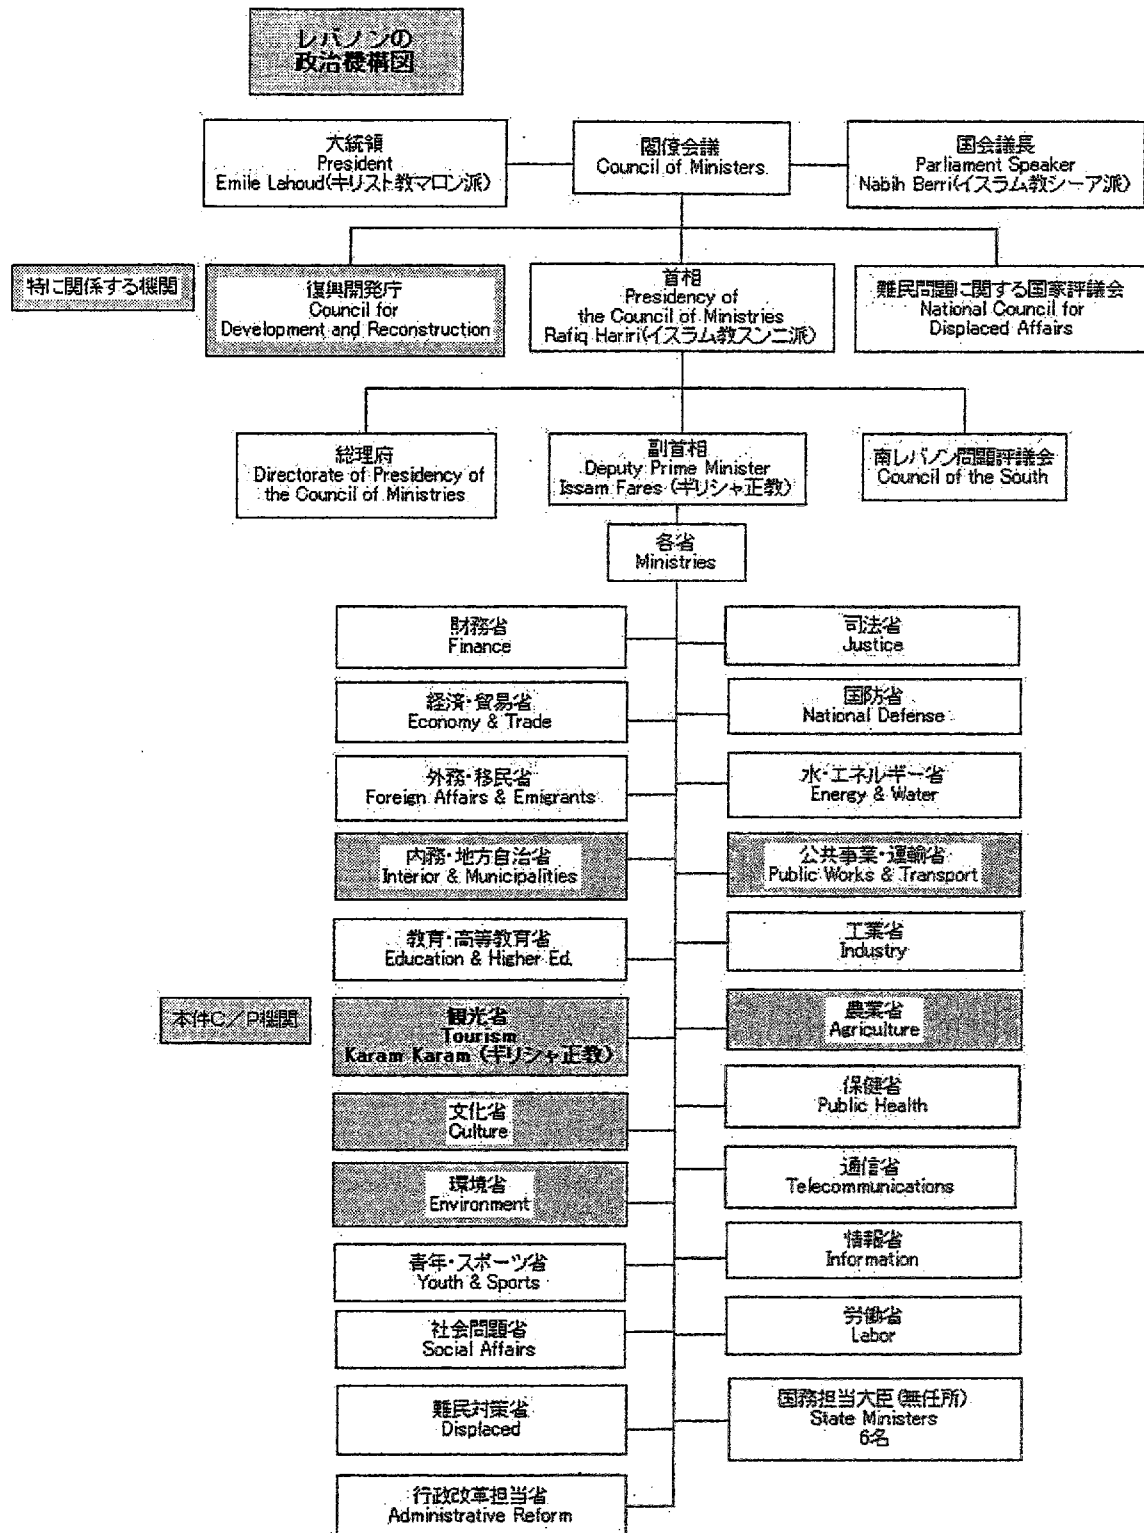 レバノンの
政治機構図
大統領
President
Emile Lahoud(キリスト教マロン派)
閣僚会議
Council of Ministers.
国会議長
Parliament Speaker
Nabih Berri(イスラム教シーア派)
特に関係する機関
復興開発庁
Council for
Development and Reconstruction
首相
Presidency of
the Council of Ministries
Rafiq Hariri(イスラム教スンニ派)
難民問題に関する国家評議会
National Council for
Displaced Affairs
総理府
Directorate of Presidency of
the Council of Ministries
副首相
Deputy Prime Minister
Issam Fares (ギリシャ正教)
南レバノン問題評議会
Council of the South
各省
Ministries
財務省
Finance
司法省
Justice
経済・貿易省
Economy & Trade
国防省
National Defense
外務・移民省
Foreign Affairs & Emigrants
水・エネルギー省
Energy & Water
内務・地方自治省
Interior & Municipalities
公共事業・運輸省
Public Works & Transport
教育・高等教育省
Education & Higher Ed.
工業省
Industry
本件C/P機関
観光省
Tourism
Karam Karam (ギリシャ正教)
農業省
Agriculture
文化省
Culture
保健省
Public Health
環境省
Environment
通信省
Telecommunications
青年・スポーツ省
Youth & Sports
情報省
Information
社会問題省
Social Affairs
労働省
Labor
難民対策省
Displaced
国務担当大臣(無任所)
State Ministers
6名
行政改革担当省
Administrative Reform